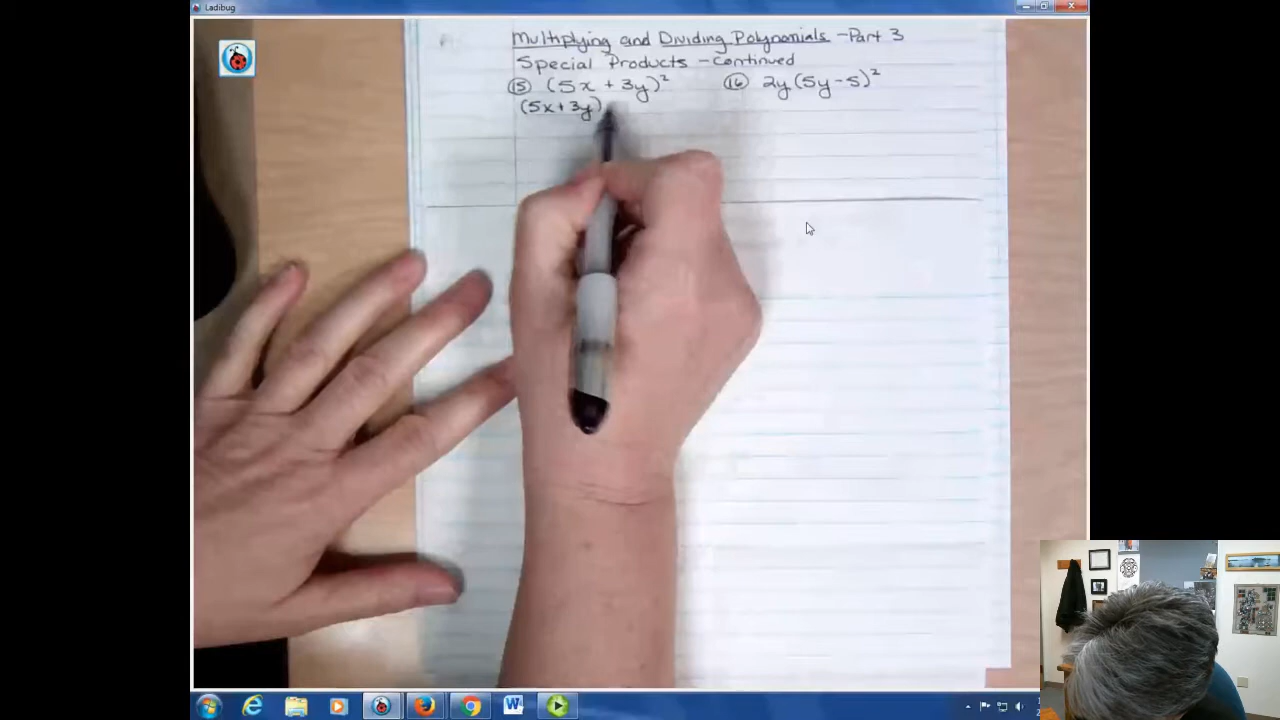 Ladibug
Multiplying and Dividing Polynomials - Part 3
Special Products - Continued
⑮ (5x + 3y)² ⑯ 2y(5y - 5)²
(5x + 3y)